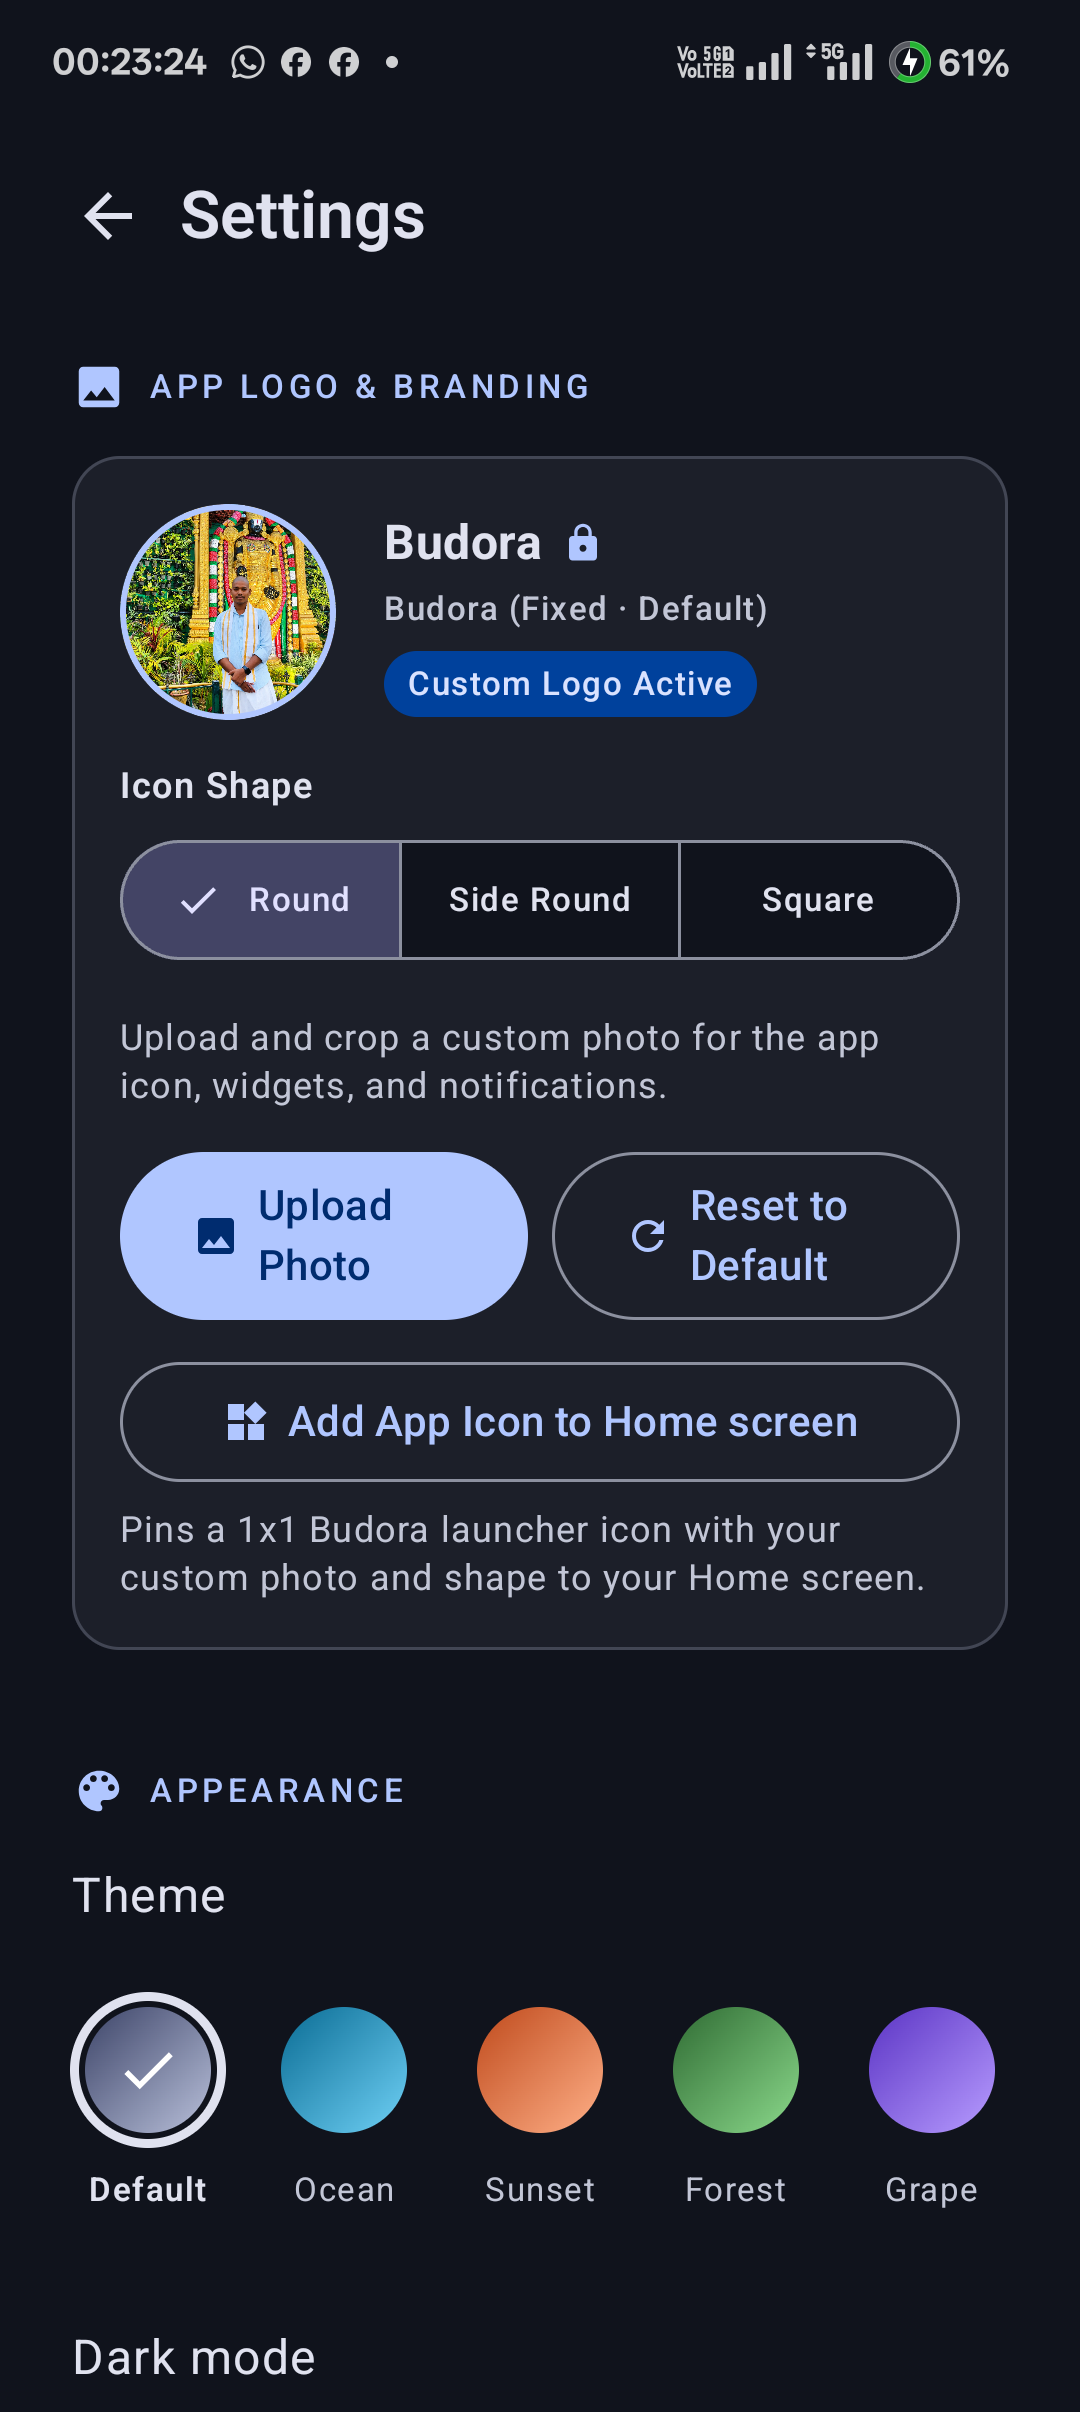 00:23:24
Vo 5G 1
VoLTE 2
5G
61%
Settings
APP LOGO & BRANDING
Budora
Budora (Fixed · Default)
Custom Logo Active
Icon Shape
Round
Side Round
Square
Upload and crop a custom photo for the app
icon, widgets, and notifications.
Upload
Photo
Reset to
Default
Add App Icon to Home screen
Pins a 1x1 Budora launcher icon with your
custom photo and shape to your Home screen.
APPEARANCE
Theme
Default
Ocean
Sunset
Forest
Grape
Dark mode